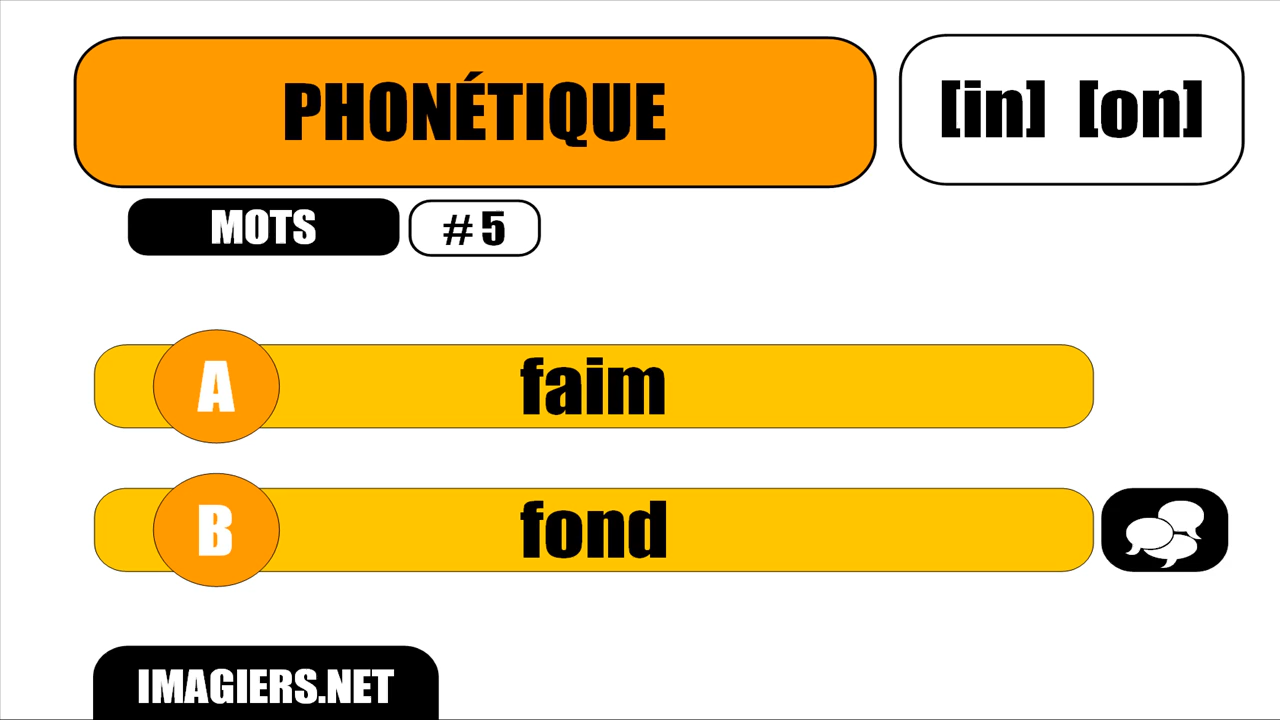 PHONÉTIQUE
[in] [on]
MOTS
# 5
A
faim
B
fond
IMAGIERS.NET